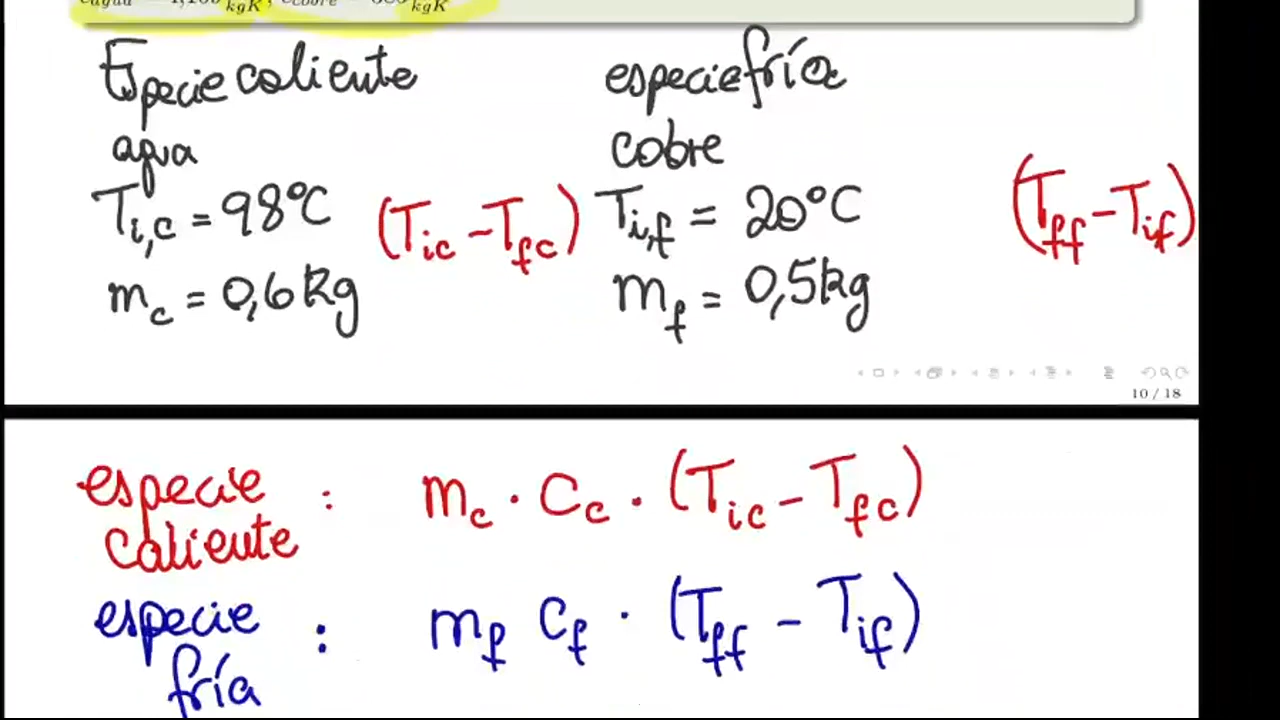 Especie caliente especie fría
agua cobre
T_{i,c} = 98°C (T_{ic} - T_{fc}) T_{i,f} = 20°C (T_{ff} - T_{if})
m_c = 0,6 kg m_f = 0,5 kg
10 / 18
especie caliente : m_c · C_c · (T_{ic} - T_{fc})
especie fría : m_f C_f · (T_{ff} - T_{if})